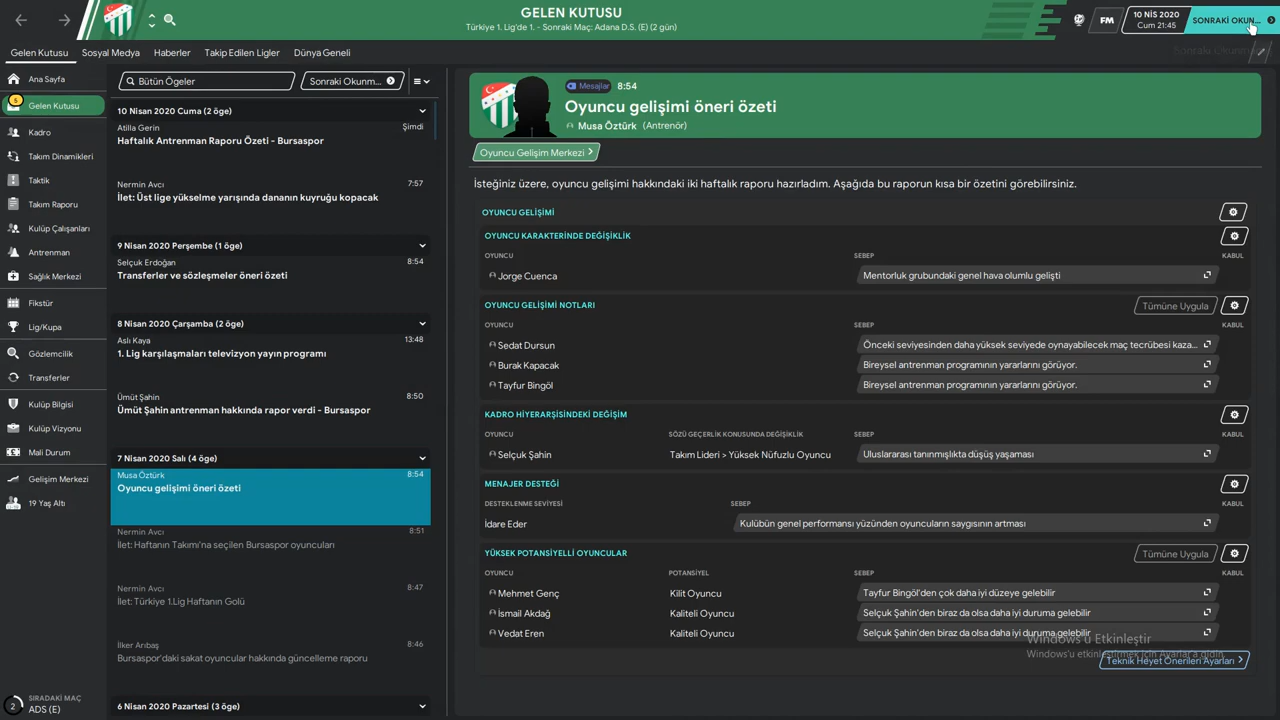 GELEN KUTUSU
Türkiye 1. Lig'de 1. - Sonraki Maç: Adana D.S. (E) (2 gün)
FM
10 NİS 2020
Cum 21:45
SONRAKİ OKUN...
Gelen Kutusu
Sosyal Medya
Haberler
Takip Edilen Ligler
Dünya Geneli
Ana Sayfa
5
Gelen Kutusu
Kadro
Takım Dinamikleri
Taktik
Takım Raporu
Kulüp Çalışanları
Antrenman
Sağlık Merkezi
Fikstür
Lig/Kupa
Gözlemcilik
Transferler
Kulüp Bilgisi
Kulüp Vizyonu
Mali Durum
Gelişim Merkezi
19 Yaş Altı
2
SIRADAKİ MAÇ
ADS (E)
Bütün Ögeler
Sonraki Okunm...
10 Nisan 2020 Cuma (2 öge)
Atilla Gerin
Şimdi
Haftalık Antrenman Raporu Özeti - Bursaspor
Nermin Avcı
7:57
İlet: Üst lige yükselme yarışında dananın kuyruğu kopacak
9 Nisan 2020 Perşembe (1 öge)
Selçuk Erdoğan
8:54
Transferler ve sözleşmeler öneri özeti
8 Nisan 2020 Çarşamba (2 öge)
Aslı Kaya
13:48
1. Lig karşılaşmaları televizyon yayın programı
Ümüt Şahin
8:50
Ümüt Şahin antrenman hakkında rapor verdi - Bursaspor
7 Nisan 2020 Salı (4 öge)
Musa Öztürk
8:54
Oyuncu gelişimi öneri özeti
Nermin Avcı
8:51
İlet: Haftanın Takımı'na seçilen Bursaspor oyuncuları
Nermin Avcı
8:47
İlet: Türkiye 1.Lig Haftanın Golü
İlker Arıbaş
8:46
Bursaspor'daki sakat oyuncular hakkında güncelleme raporu
6 Nisan 2020 Pazartesi (3 öge)
Mesajlar
8:54
Oyuncu gelişimi öneri özeti
Musa Öztürk (Antrenör)
Oyuncu Gelişim Merkezi
İsteğiniz üzere, oyuncu gelişimi hakkındaki iki haftalık raporu hazırladım. Aşağıda bu raporun kısa bir özetini görebilirsiniz.
OYUNCU GELİŞİMİ
OYUNCU KARAKTERİNDE DEĞİŞİKLİK
OYUNCU SEBEP KABUL
Jorge Cuenca Mentorluk grubundaki genel hava olumlu gelişti
OYUNCU GELİŞİMİ NOTLARI
Tümüne Uygula
OYUNCU SEBEP KABUL
Sedat Dursun Önceki seviyesinden daha yüksek seviyede oynayabilecek maç tecrübesi kaza...
Burak Kapacak Bireysel antrenman programının yararlarını görüyor.
Tayfur Bingöl Bireysel antrenman programının yararlarını görüyor.
KADRO HİYERARŞİSİNDEKİ DEĞİŞİM
OYUNCU SÖZÜ GEÇERLİK KONUSUNDA DEĞİŞİKLİK SEBEP KABUL
Selçuk Şahin Takım Lideri > Yüksek Nüfuzlu Oyuncu Uluslararası tanınmışlıkta düşüş yaşaması
MENAJER DESTEĞİ
DESTEKLENME SEVİYESİ SEBEP KABUL
İdare Eder Kulübün genel performansı yüzünden oyuncuların saygısının artması
YÜKSEK POTANSİYELLİ OYUNCULAR
Tümüne Uygula
OYUNCU POTANSİYEL SEBEP KABUL
Mehmet Genç Kilit Oyuncu Tayfur Bingöl'den çok daha iyi düzeye gelebilir
İsmail Akdağ Kaliteli Oyuncu Selçuk Şahin'den biraz da olsa daha iyi duruma gelebilir
Vedat Eren Kaliteli Oyuncu Selçuk Şahin'den biraz da olsa daha iyi duruma gelebilir
Windows'u Etkinleştir
Windows'u etkinleştirmek için Ayarlar'a gidin.
Teknik Heyet Önerileri Ayarları